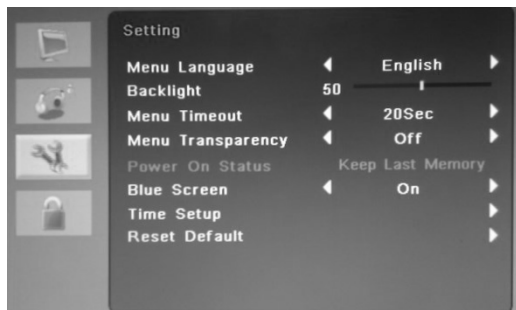 Setting
Menu Language English
Backlight 50
Menu Timeout 20Sec
Menu Transparency Off
Power On Status Keep Last Memory
Blue Screen On
Time Setup
Reset Default